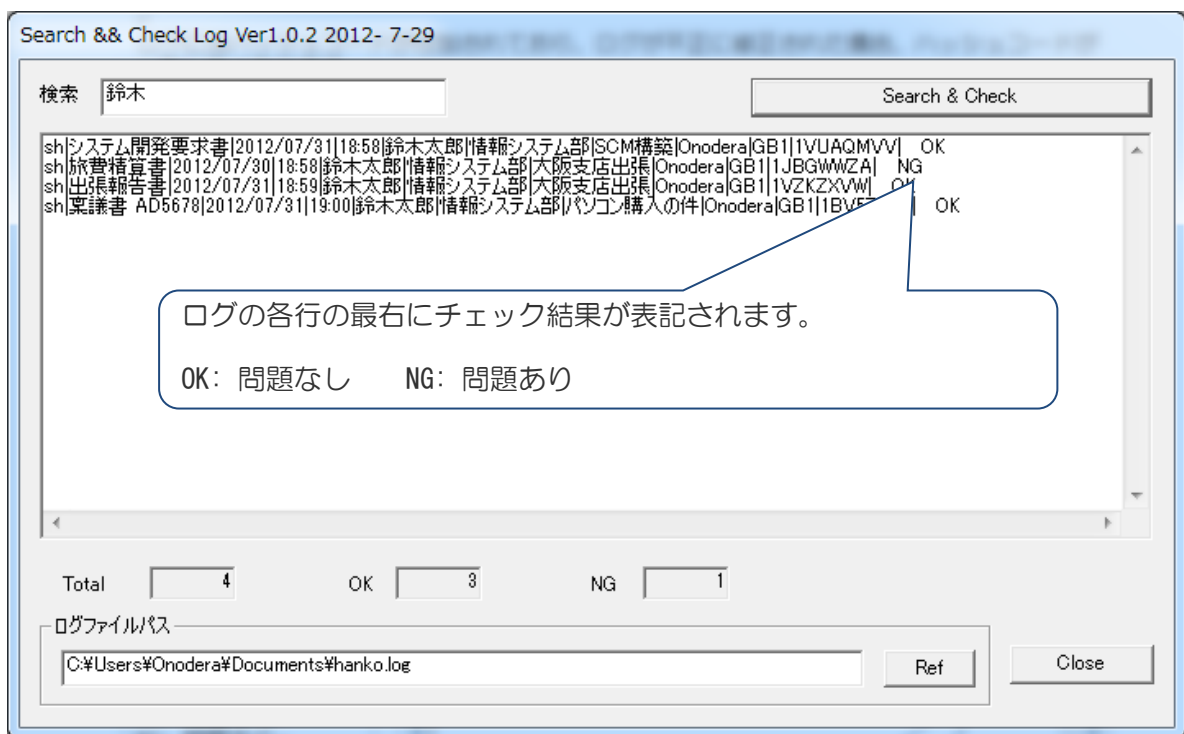 Search && Check Log Ver1.0.2 2012- 7-29
検索 鈴木 Search & Check
sh|システム開発要求書|2012/07/31|18:58|鈴木太郎|情報システム部|SCM構築|Onodera|GB1|1VUAQMVV| OK
sh|旅費精算書|2012/07/30|18:58|鈴木太郎|情報システム部|大阪支店出張|Onodera|GB1|1JBGWWZA| NG
sh|出張報告書|2012/07/31|18:59|鈴木太郎|情報システム部|大阪支店出張|Onodera|GB1|1VZKZXVW| OK
sh|稟議書 AD5678|2012/07/31|19:00|鈴木太郎|情報システム部|パソコン購入の件|Onodera|GB1| OK
ログの各行の最右にチェック結果が表記されます。
OK: 問題なし NG: 問題あり
Total 4 OK 3 NG 1
ログファイルパス
C:¥Users¥Onodera¥Documents¥hanko.log Ref Close